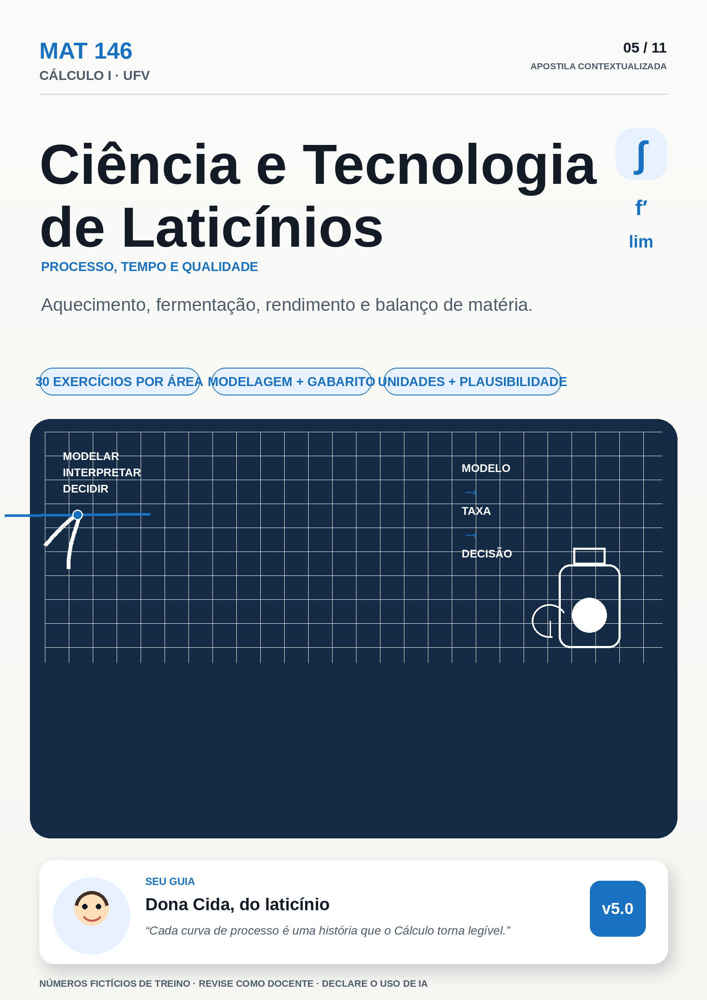 MAT 146
CÁLCULO I · UFV
05 / 11
APOSTILA CONTEXTUALIZADA
Ciência e Tecnologia
de Laticínios
∫
f′
lim
PROCESSO, TEMPO E QUALIDADE
Aquecimento, fermentação, rendimento e balanço de matéria.
30 EXERCÍCIOS POR ÁREA
MODELAGEM + GABARITO
UNIDADES + PLAUSIBILIDADE
MODELAR
INTERPRETAR
DECIDIR
MODELO
→
TAXA
→
DECISÃO
SEU GUIA
Dona Cida, do laticínio
“Cada curva de processo é uma história que o Cálculo torna legível.”
v5.0
NÚMEROS FICTÍCIOS DE TREINO · REVISE COMO DOCENTE · DECLARE O USO DE IA